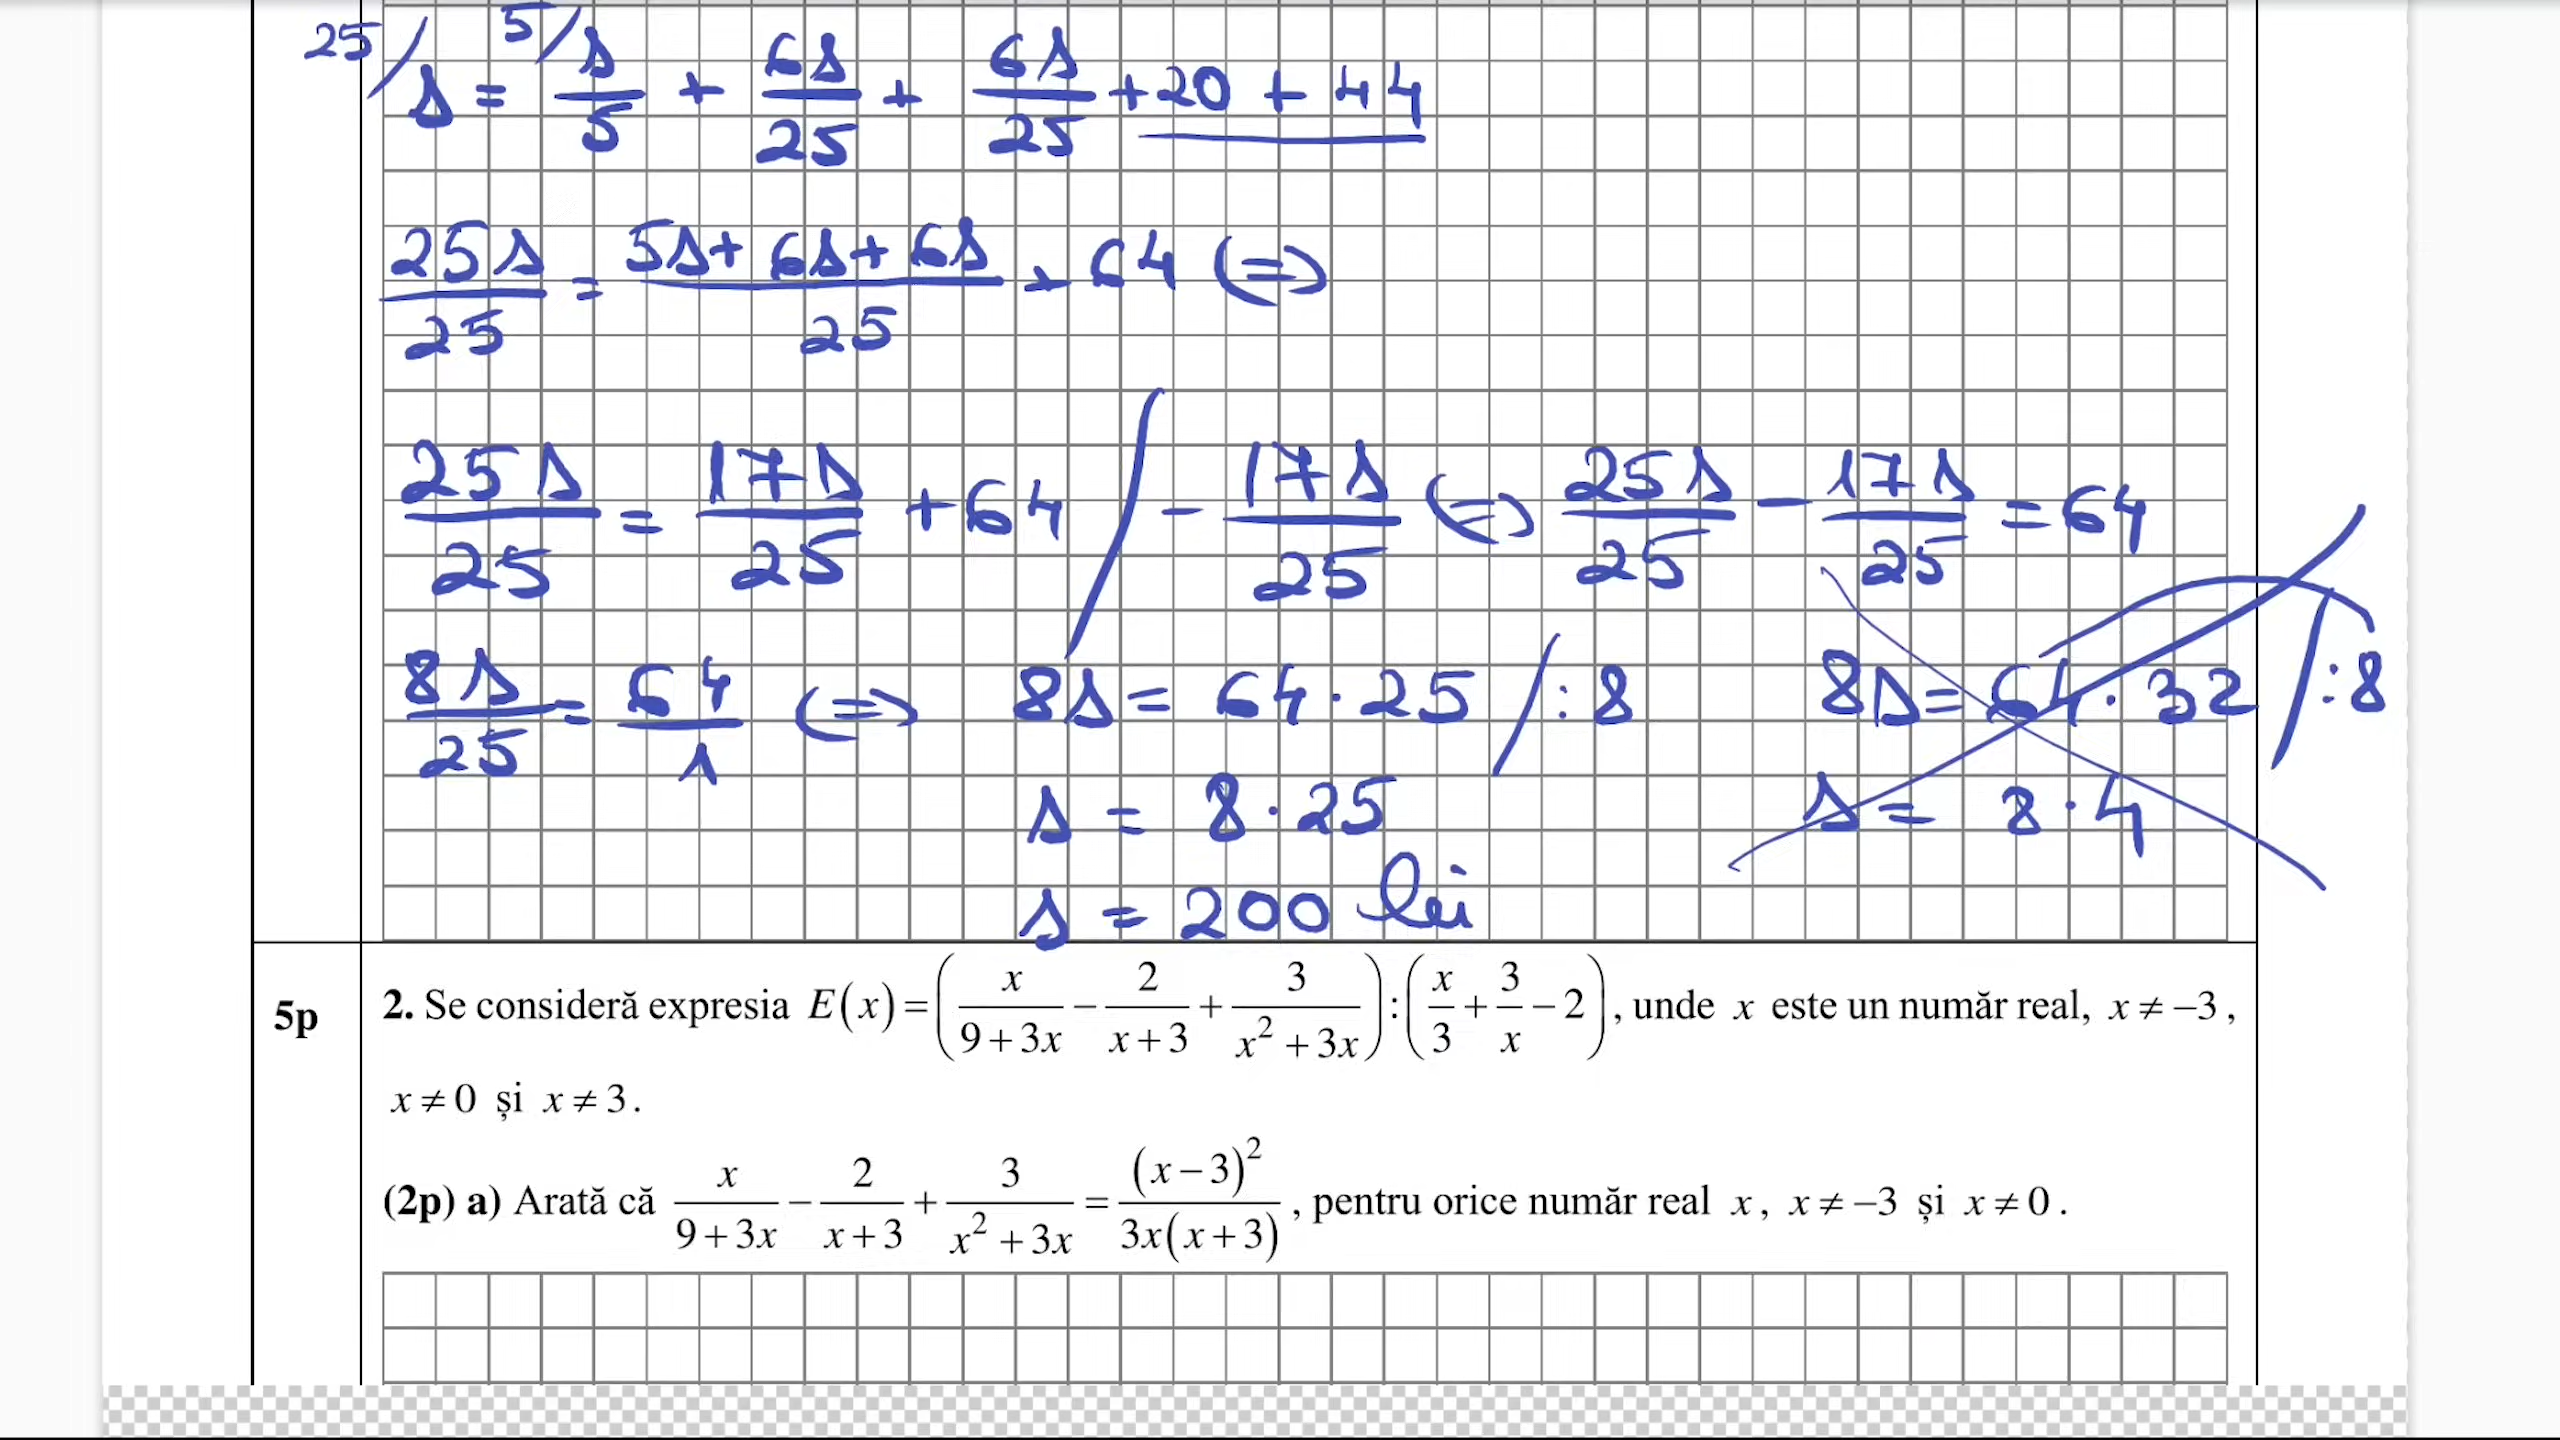 25/ s = 5/ s/5 + 6s/25 + 6s/25 + 20 + 44
25s/25 = (5s + 6s + 6s)/25 + 64 (=)
25s/25 = 17s/25 + 64 / - 17s/25 (=) 25s/25 - 17s/25 = 64
8s/25 = 64/1 (=) 8s = 64 · 25 / :8 8s = 64 · 32 / :8
s = 8 · 25 s = 8 · 4
s = 200 lei
5p 2. Se consideră expresia E(x) = (x/(9+3x) − 2/(x+3) + 3/(x²+3x)) : (x/3 + 3/x − 2), unde x este un număr real, x ≠ −3,
x ≠ 0 și x ≠ 3.
(2p) a) Arată că x/(9+3x) − 2/(x+3) + 3/(x²+3x) = (x−3)²/(3x(x+3)), pentru orice număr real x, x ≠ −3 și x ≠ 0.